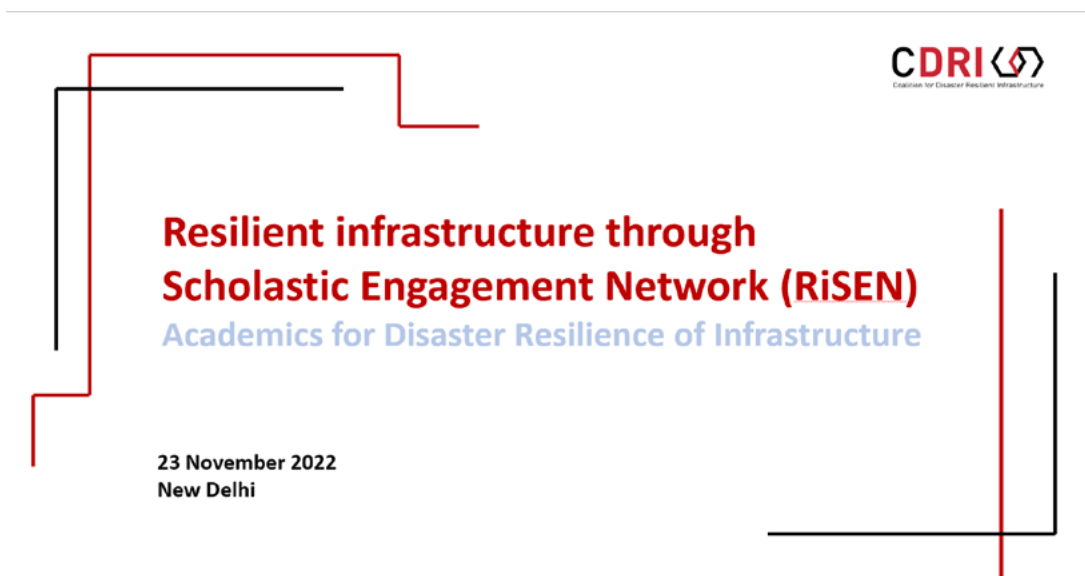 CDRI
Coalition for Disaster Resilient Infrastructure
Resilient infrastructure through
Scholastic Engagement Network (RiSEN)
Academics for Disaster Resilience of Infrastructure
23 November 2022
New Delhi